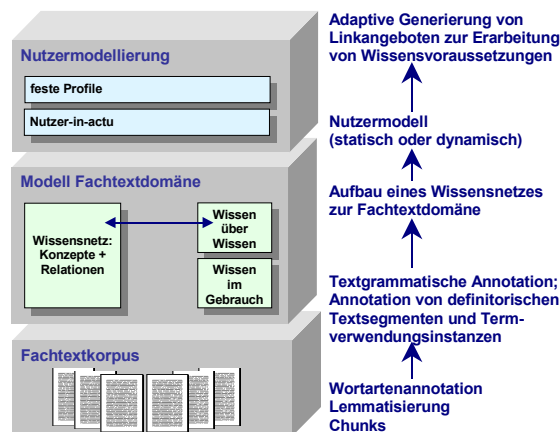 Nutzermodellierung
feste Profile
Nutzer-in-actu
Modell Fachtextdomäne
Wissensnetz:
Konzepte +
Relationen
Wissen
über
Wissen
Wissen
im
Gebrauch
Fachtextkorpus
Adaptive Generierung von
Linkangeboten zur Erarbeitung
von Wissensvoraussetzungen
Nutzermodell
(statisch oder dynamisch)
Aufbau eines Wissensnetzes
zur Fachtextdomäne
Textgrammatische Annotation;
Annotation von definitorischen
Textsegmenten und Term-
verwendungsinstanzen
Wortartenannotation
Lemmatisierung
Chunks